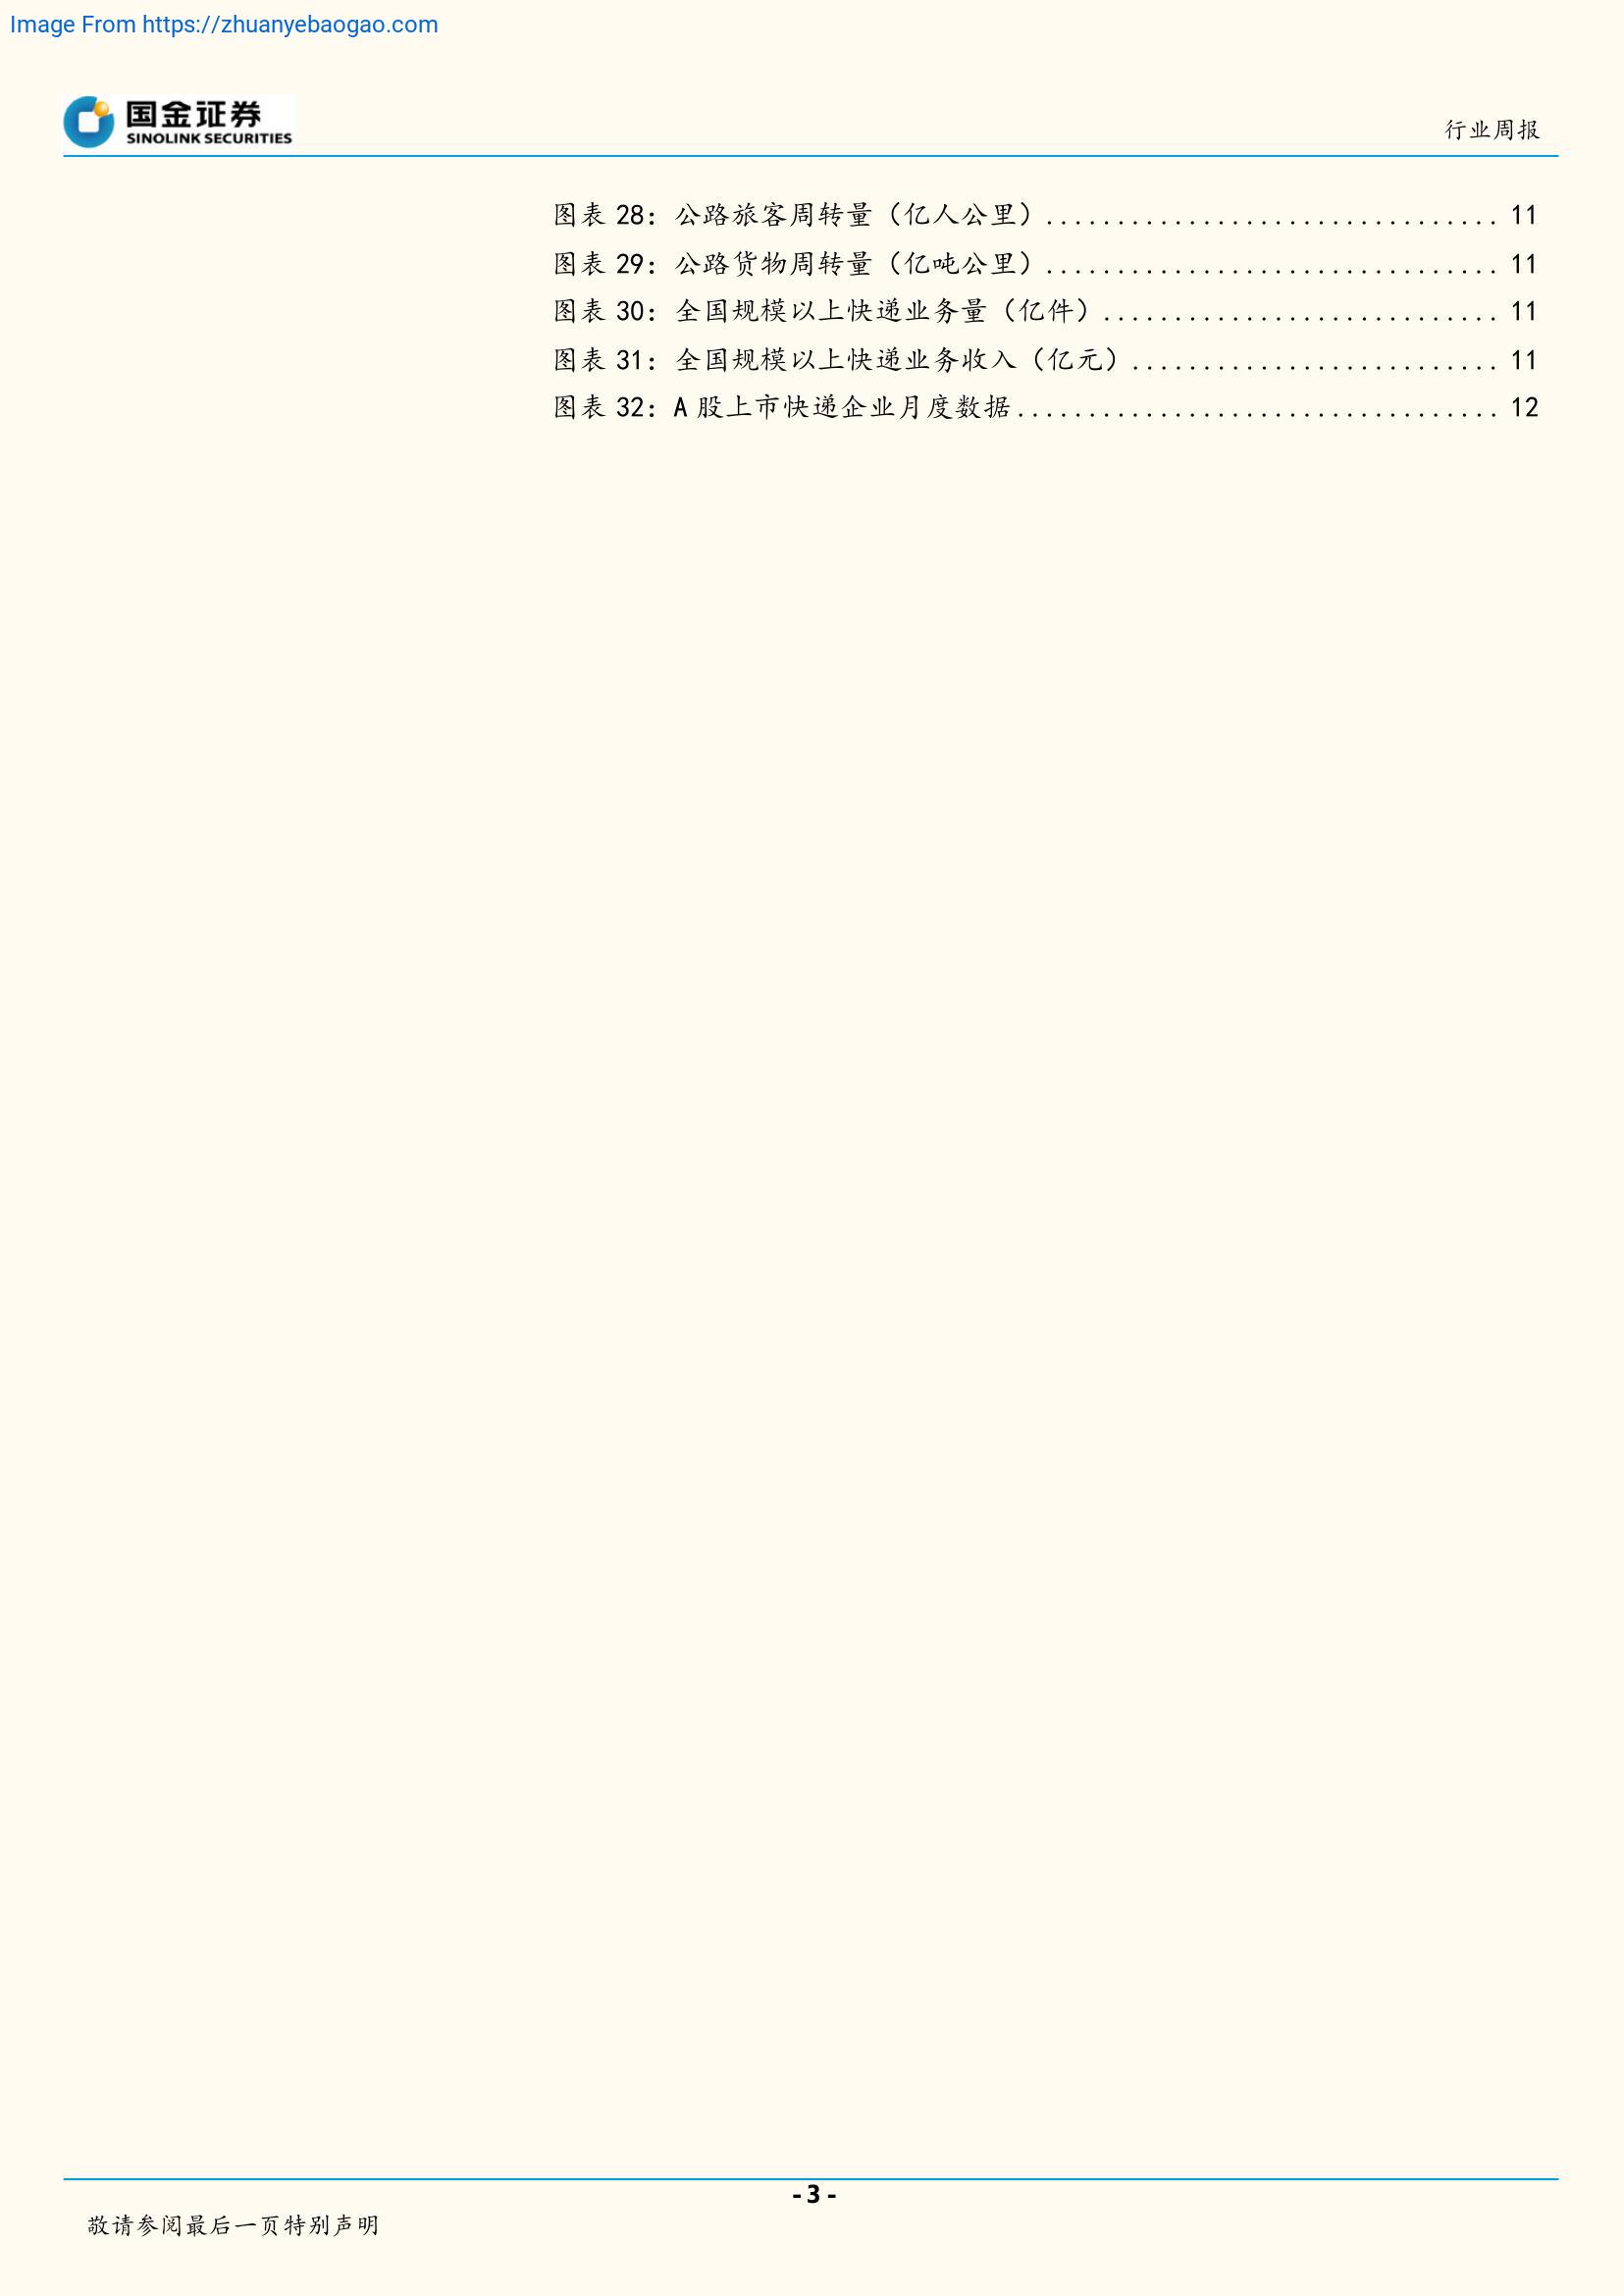 Image From https://zhuanyebaogao.com
国金证券
SINOLINK SECURITIES
行业周报
图表 28：公路旅客周转量（亿人公里）................................ 11
图表 29：公路货物周转量（亿吨公里）................................ 11
图表 30：全国规模以上快递业务量（亿件）............................ 11
图表 31：全国规模以上快递业务收入（亿元）.......................... 11
图表 32：A 股上市快递企业月度数据.................................. 12
- 3 -
敬请参阅最后一页特别声明